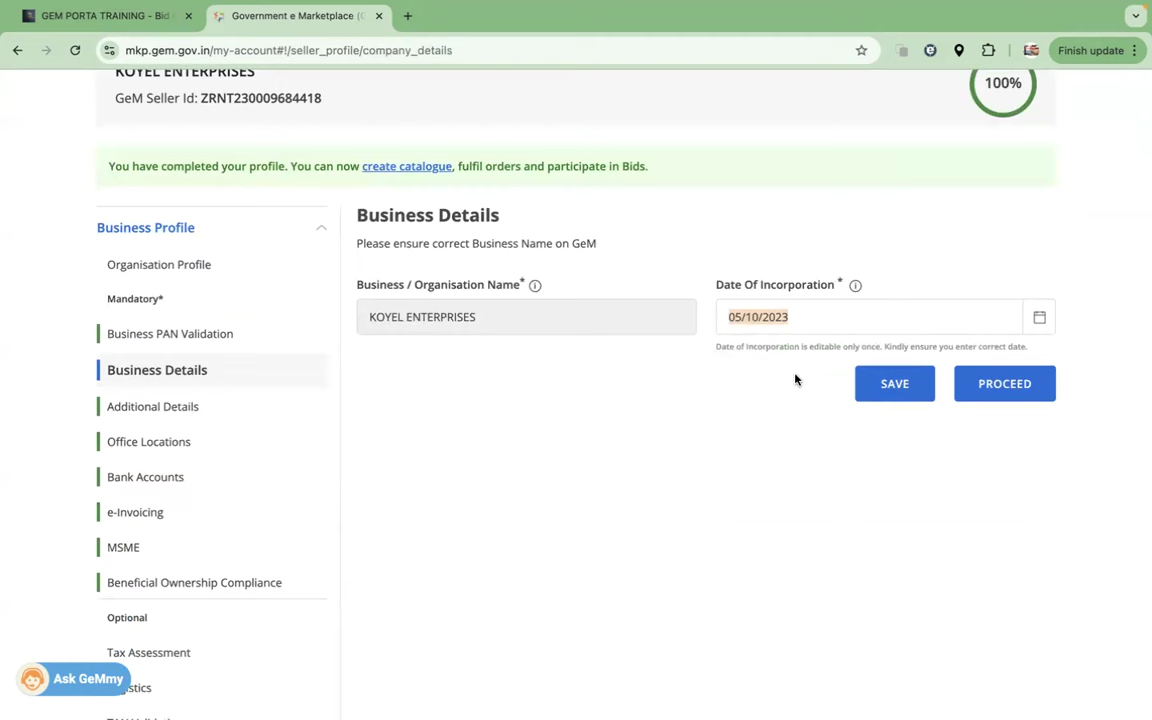 GEM PORTA TRAINING - Bid
Government e Marketplace (G
Finish update
mkp.gem.gov.in/my-account#!/seller_profile/company_details
KOYEL ENTERPRISES
GeM Seller Id: ZRNT230009684418
100%
You have completed your profile. You can now create catalogue, fulfil orders and participate in Bids.
Business Profile
Organisation Profile
Mandatory*
Business PAN Validation
Business Details
Additional Details
Office Locations
Bank Accounts
e-Invoicing
MSME
Beneficial Ownership Compliance
Optional
Tax Assessment
Ask GeMmy
Business Details
Please ensure correct Business Name on GeM
Business / Organisation Name*
KOYEL ENTERPRISES
Date Of Incorporation *
05/10/2023
Date of Incorporation is editable only once. Kindly ensure you enter correct date.
SAVE
PROCEED